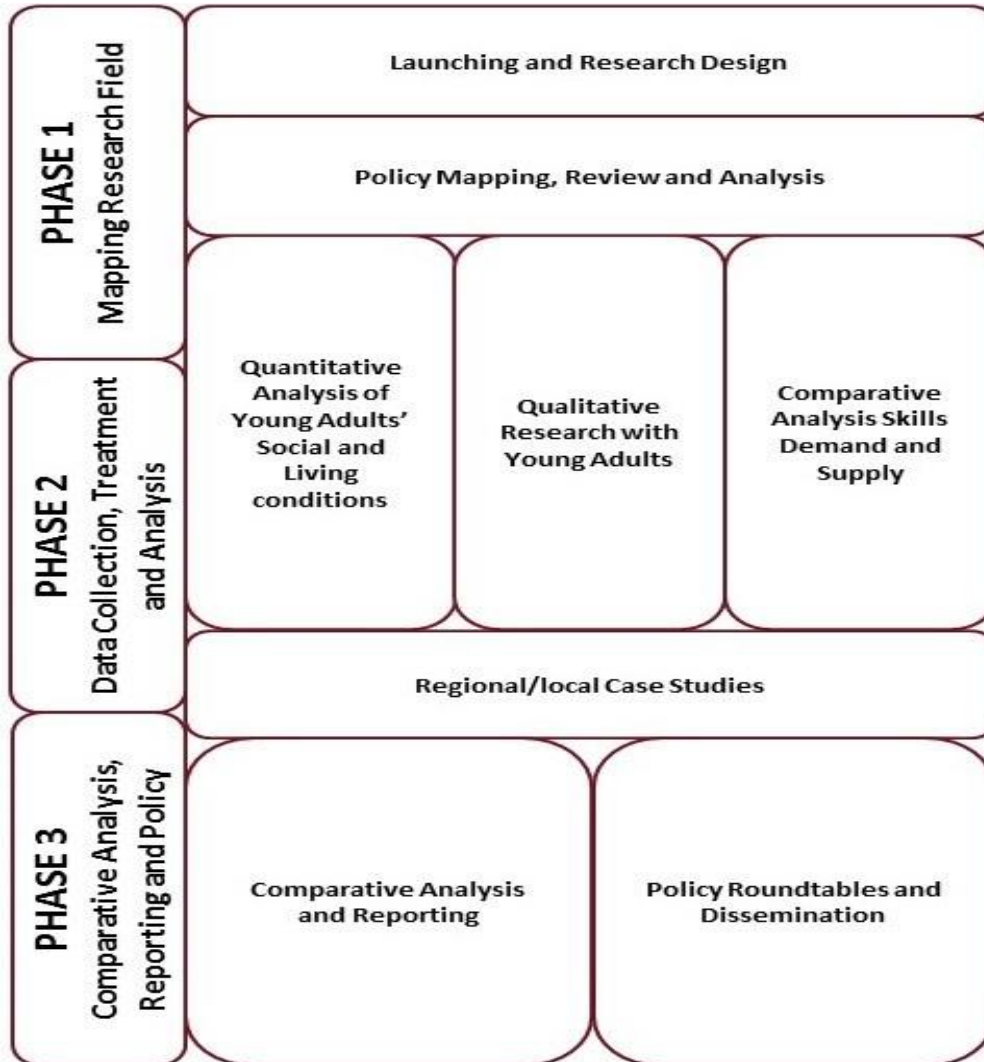 PHASE 1
Mapping Research Field
Launching and Research Design
Policy Mapping, Review and Analysis
PHASE 2
Data Collection, Treatment
and Analysis
Quantitative
Analysis of
Young Adults’
Social and
Living
conditions
Qualitative
Research with
Young Adults
Comparative
Analysis Skills
Demand and
Supply
Regional/local Case Studies
PHASE 3
Comparative Analysis,
Reporting and Policy
Comparative Analysis
and Reporting
Policy Roundtables and
Dissemination